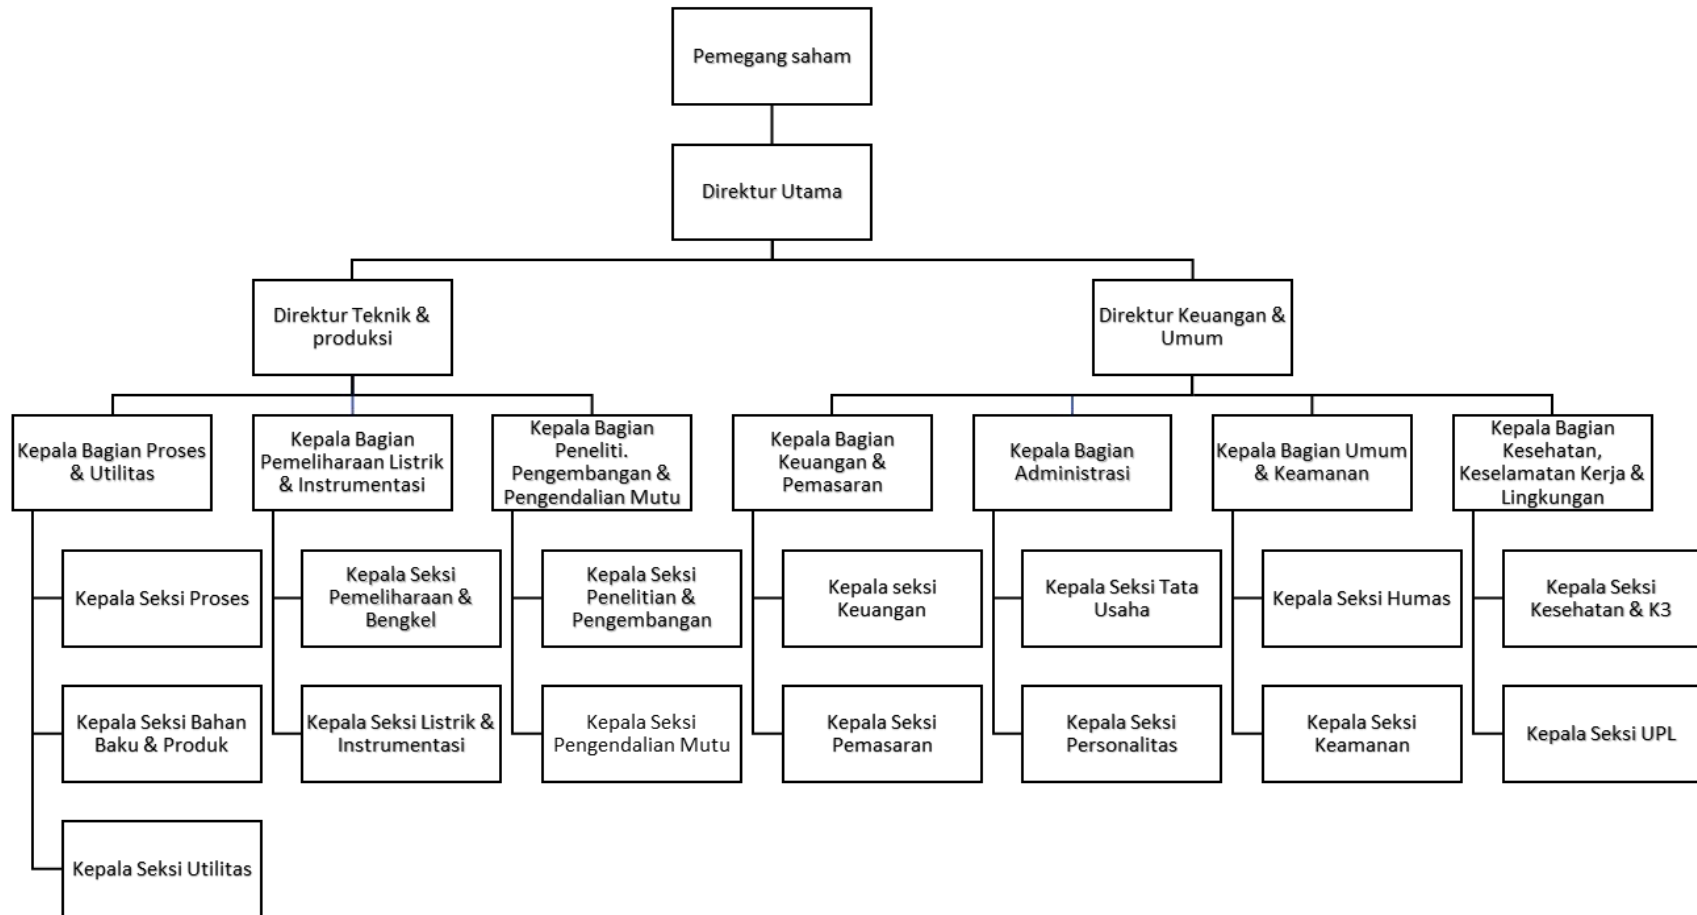 Pemegang saham
Direktur Utama
Direktur Teknik &
produksi
Direktur Keuangan &
Umum
Kepala Bagian Proses
& Utilitas
Kepala Bagian
Pemeliharaan Listrik
& Instrumentasi
Kepala Bagian
Peneliti.
Pengembangan &
Pengendalian Mutu
Kepala Bagian
Keuangan &
Pemasaran
Kepala Bagian
Administrasi
Kepala Bagian Umum
& Keamanan
Kepala Bagian
Kesehatan,
Keselamatan Kerja &
Lingkungan
Kepala Seksi Proses
Kepala Seksi
Pemeliharaan &
Bengkel
Kepala Seksi
Penelitian &
Pengembangan
Kepala seksi
Keuangan
Kepala Seksi Tata
Usaha
Kepala Seksi Humas
Kepala Seksi
Kesehatan & K3
Kepala Seksi Bahan
Baku & Produk
Kepala Seksi Listrik &
Instrumentasi
Kepala Seksi
Pengendalian Mutu
Kepala Seksi
Pemasaran
Kepala Seksi
Personalitas
Kepala Seksi
Keamanan
Kepala Seksi UPL
Kepala Seksi Utilitas